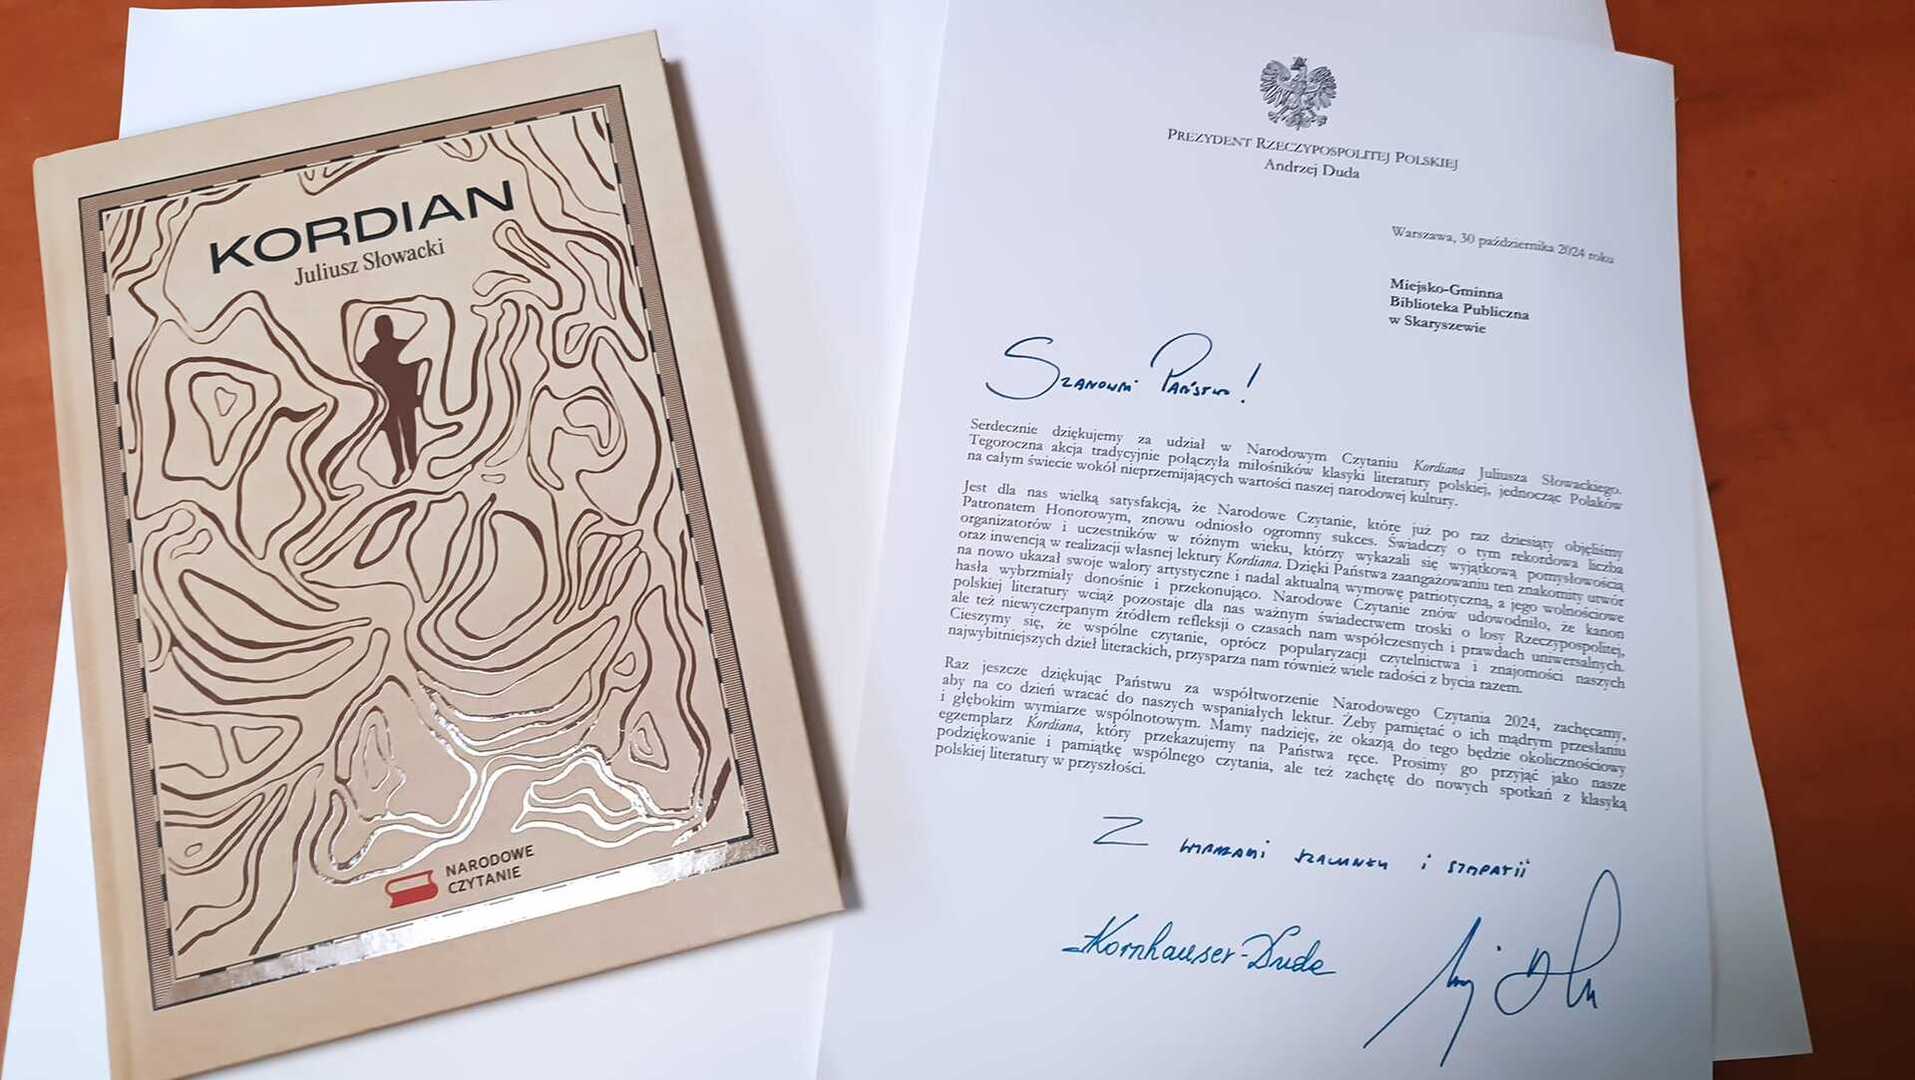 KORDIAN
Juliusz Słowacki
NARODOWE
CZYTANIE
PREZYDENT RZECZYPOSPOLITEJ POLSKIEJ
Andrzej Duda
Warszawa, 30 października 2024 roku
Miejsko-Gminna
Biblioteka Publiczna
w Skaryszewie
Szanowni Państwo!
Serdecznie dziękujemy za udział w Narodowym Czytaniu Kordiana Juliusza Słowackiego.
Tegoroczna akcja tradycyjnie połączyła miłośników klasyki literatury polskiej, jednocząc Polaków
na całym świecie wokół nieprzemijających wartości naszej narodowej kultury.
Jest dla nas wielką satysfakcją, że Narodowe Czytanie, które już po raz dziesiąty objęliśmy
Patronatem Honorowym, znowu odniosło ogromny sukces. Świadczy o tym rekordowa liczba
organizatorów i uczestników w różnym wieku, którzy wykazali się wyjątkową pomysłowością
oraz inwencją w realizacji własnej lektury Kordiana. Dzięki Państwa zaangażowaniu ten znakomity utwór
na nowo ukazał swoje walory artystyczne i nadal aktualną wymowę patriotyczną, a jego wolnościowe
hasła wybrzmiały donośnie i przekonująco. Narodowe Czytanie znów udowodniło, że kanon
polskiej literatury wciąż pozostaje dla nas ważnym świadectwem troski o losy Rzeczypospolitej,
ale też niewyczerpanym źródłem refleksji o czasach nam współczesnych i prawdach uniwersalnych.
Cieszymy się, że wspólne czytanie, oprócz popularyzacji czytelnictwa i znajomości naszych
najwybitniejszych dzieł literackich, przysparza nam również wiele radości z bycia razem.
Raz jeszcze dziękując Państwu za współtworzenie Narodowego Czytania 2024, zachęcamy,
aby na co dzień wracać do naszych wspaniałych lektur. Żeby pamiętać o ich mądrym przesłaniu
i głębokim wymiarze wspólnotowym. Mamy nadzieję, że okazją do tego będzie okolicznościowy
egzemplarz Kordiana, który przekazujemy na Państwa ręce. Prosimy go przyjąć jako nasze
podziękowanie i pamiątkę wspólnego czytania, ale też zachętę do nowych spotkań z klasyką
polskiej literatury w przyszłości.
Z wyrazami szacunku i sympatii
AKornhauser-Duda